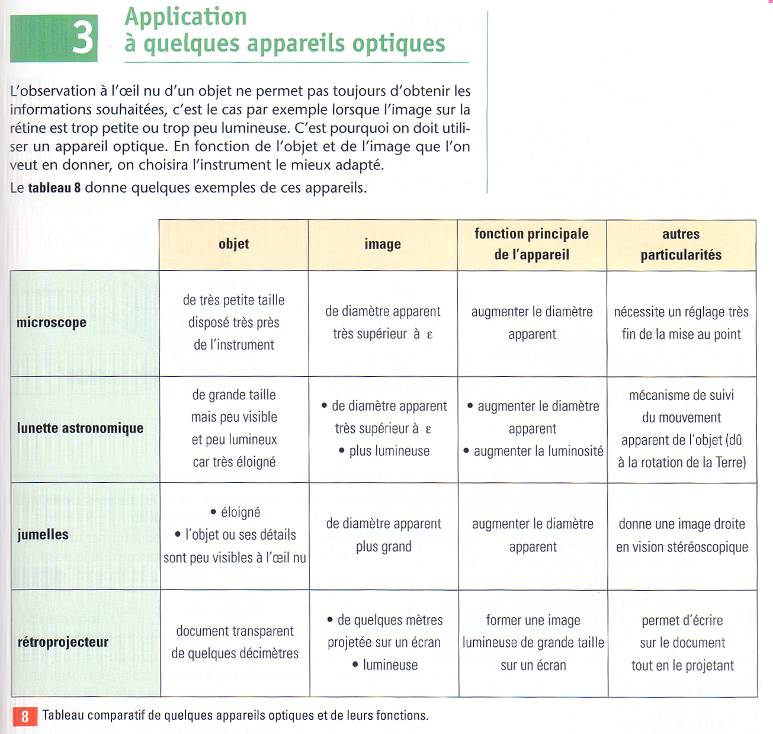 3
Application
à quelques appareils optiques
L'observation à l'œil nu d'un objet ne permet pas toujours d'obtenir les
informations souhaitées, c'est le cas par exemple lorsque l'image sur la
rétine est trop petite ou trop peu lumineuse. C'est pourquoi on doit utili-
ser un appareil optique. En fonction de l'objet et de l'image que l'on
veut en donner, on choisira l'instrument le mieux adapté.
Le tableau 8 donne quelques exemples de ces appareils.
objet
image
fonction principale
de l'appareil
autres
particularités
microscope
de très petite taille
disposé très près
de l'instrument
de diamètre apparent
très supérieur à ε
augmenter le diamètre
apparent
nécessite un réglage très
fin de la mise au point
lunette astronomique
de grande taille
mais peu visible
et peu lumineux
car très éloigné
• de diamètre apparent
très supérieur à ε
• plus lumineuse
• augmenter le diamètre
apparent
• augmenter la luminosité
mécanisme de suivi
du mouvement
apparent de l'objet (dû
à la rotation de la Terre)
jumelles
• éloigné
• l'objet ou ses détails
sont peu visibles à l'œil nu
de diamètre apparent
plus grand
augmenter le diamètre
apparent
donne une image droite
en vision stéréoscopique
rétroprojecteur
document transparent
de quelques décimètres
• de quelques mètres
projetée sur un écran
• lumineuse
former une image
lumineuse de grande taille
sur un écran
permet d'écrire
sur le document
tout en le projetant
8 Tableau comparatif de quelques appareils optiques et de leurs fonctions.